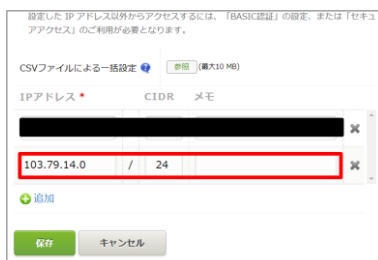 設定した IP アドレス以外からアクセスするには、「BASIC認証」の設定、または「セキュ
アアクセス」のご利用が必要となります。
CSVファイルによる一括設定 ? 参照 (最大10 MB)
IPアドレス * CIDR メモ
103.79.14.0 / 24
追加
保存 キャンセル